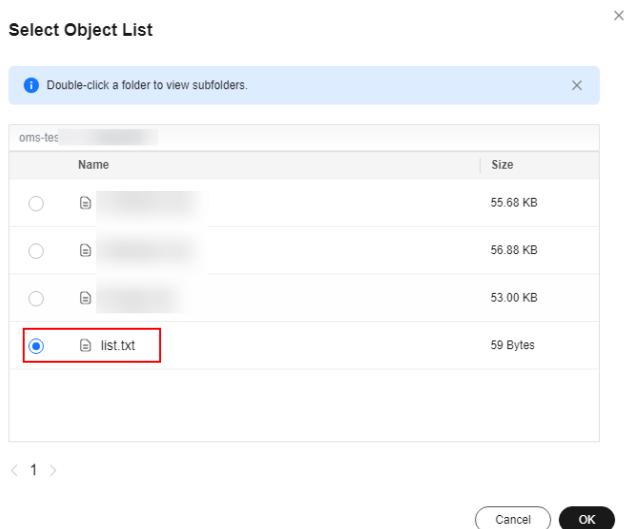 Select Object List
Double-click a folder to view subfolders.
oms-tes
Name Size
55.68 KB
56.88 KB
53.00 KB
list.txt 59 Bytes
1
Cancel OK